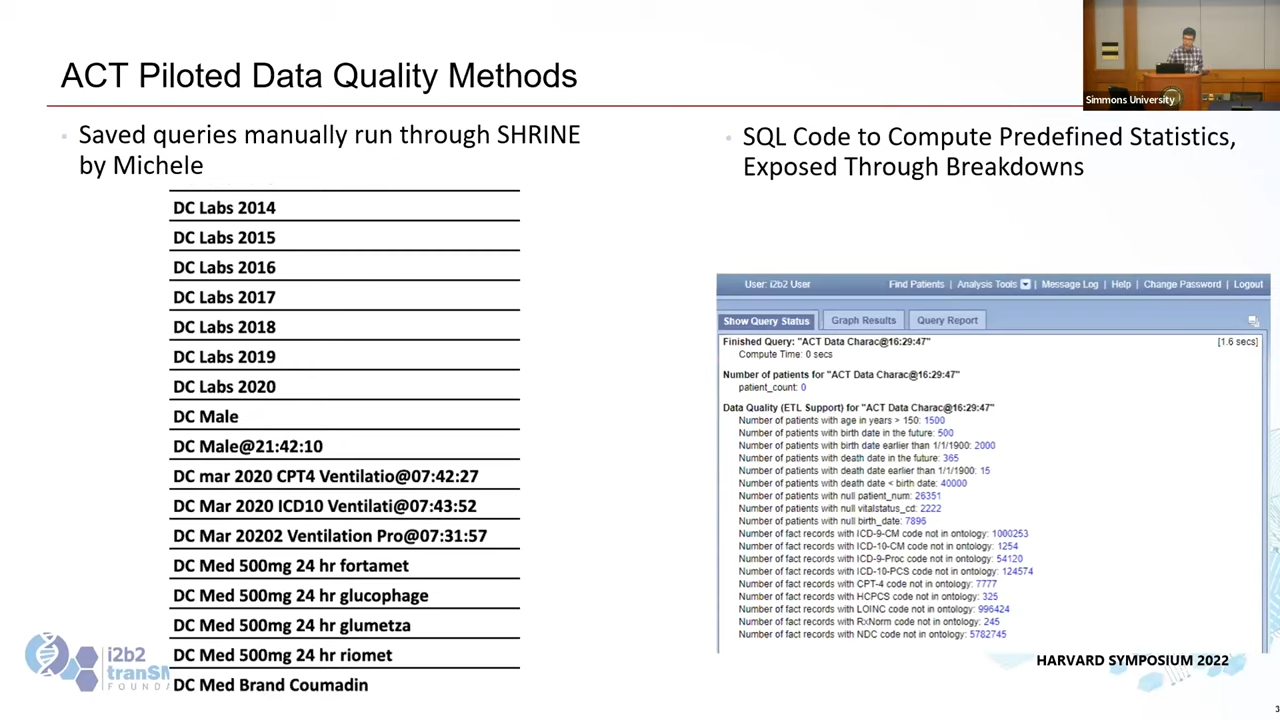 ACT Piloted Data Quality Methods
Simmons University
Saved queries manually run through SHRINE
by Michele
DC Labs 2014
DC Labs 2015
DC Labs 2016
DC Labs 2017
DC Labs 2018
DC Labs 2019
DC Labs 2020
DC Male
DC Male@21:42:10
DC mar 2020 CPT4 Ventilatio@07:42:27
DC Mar 2020 ICD10 Ventilati@07:43:52
DC Mar 20202 Ventilation Pro@07:31:57
DC Med 500mg 24 hr fortamet
DC Med 500mg 24 hr glucophage
DC Med 500mg 24 hr glumetza
DC Med 500mg 24 hr riomet
DC Med Brand Coumadin
SQL Code to Compute Predefined Statistics,
Exposed Through Breakdowns
User: i2b2 User Find Patients | Analysis Tools | Message Log | Help | Change Password | Logout
Show Query Status Graph Results Query Report
Finished Query: "ACT Data Charac@16:29:47" [1.6 secs]
Compute Time: 0 secs
Number of patients for "ACT Data Charac@16:29:47"
patient_count: 0
Data Quality (ETL Support) for "ACT Data Charac@16:29:47"
Number of patients with age in years > 150: 1500
Number of patients with birth date in the future: 500
Number of patients with birth date earlier than 1/1/1900: 2000
Number of patients with death date in the future: 365
Number of patients with death date earlier than 1/1/1900: 15
Number of patients with death date < birth date: 40000
Number of patients with null patient_num: 26351
Number of patients with null vitalstatus_cd: 2222
Number of patients with null birth_date: 7895
Number of fact records with ICD-9-CM code not in ontology: 1000253
Number of fact records with ICD-10-CM code not in ontology: 1254
Number of fact records with ICD-9-Proc code not in ontology: 54120
Number of fact records with ICD-10-PCS code not in ontology: 124574
Number of fact records with CPT-4 code not in ontology: 7777
Number of fact records with HCPCS code not in ontology: 325
Number of fact records with LOINC code not in ontology: 996424
Number of fact records with RxNorm code not in ontology: 245
Number of fact records with NDC code not in ontology: 5782745
i2b2
tranSM
FOUND
HARVARD SYMPOSIUM 2022
3